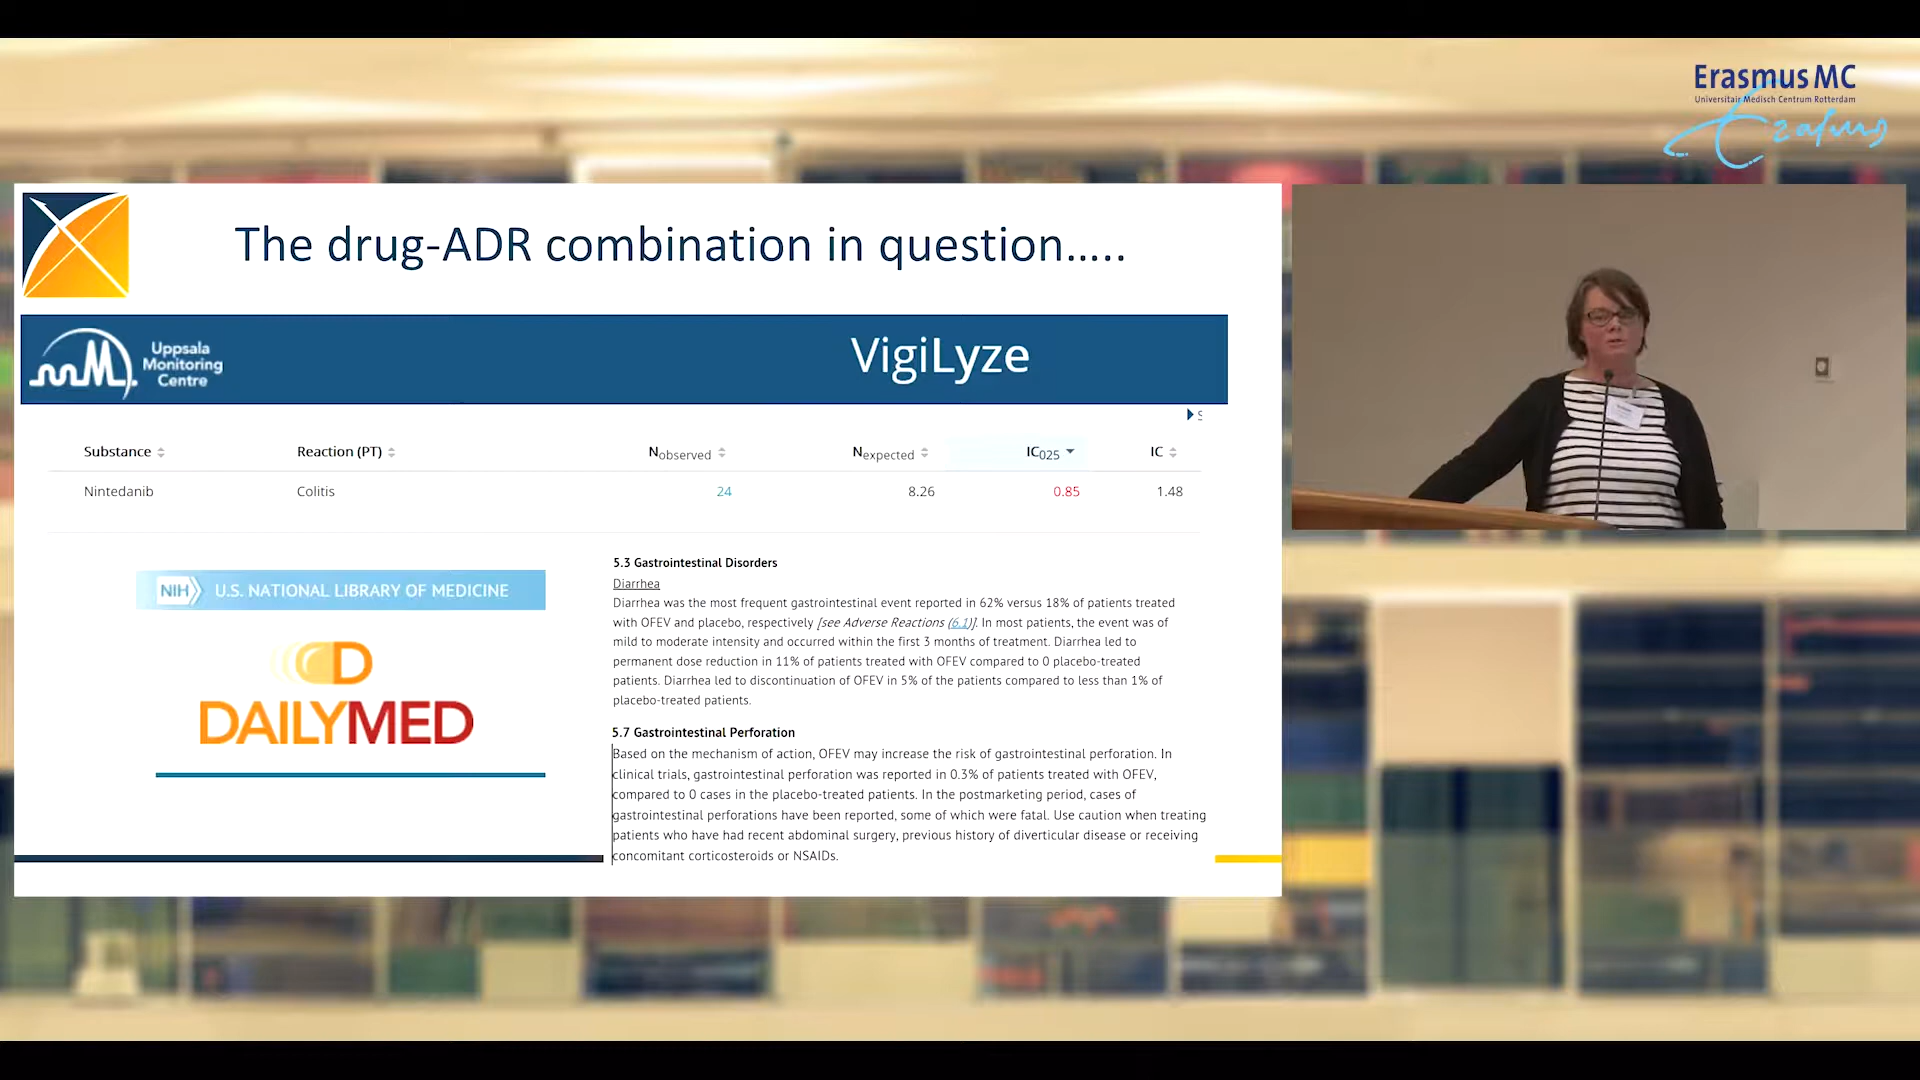 Erasmus MC
Universitair Medisch Centrum Rotterdam
Erasmus
The drug-ADR combination in question.....
Uppsala
Monitoring
Centre
VigiLyze
Substance Reaction (PT) Nobserved Nexpected IC025 IC
Nintedanib Colitis 24 8.26 0.85 1.48
NIH U.S. NATIONAL LIBRARY OF MEDICINE
D
DAILYMED
5.3 Gastrointestinal Disorders
Diarrhea
Diarrhea was the most frequent gastrointestinal event reported in 62% versus 18% of patients treated
with OFEV and placebo, respectively [see Adverse Reactions (6.1)]. In most patients, the event was of
mild to moderate intensity and occurred within the first 3 months of treatment. Diarrhea led to
permanent dose reduction in 11% of patients treated with OFEV compared to 0 placebo-treated
patients. Diarrhea led to discontinuation of OFEV in 5% of the patients compared to less than 1% of
placebo-treated patients.
5.7 Gastrointestinal Perforation
Based on the mechanism of action, OFEV may increase the risk of gastrointestinal perforation. In
clinical trials, gastrointestinal perforation was reported in 0.3% of patients treated with OFEV,
compared to 0 cases in the placebo-treated patients. In the postmarketing period, cases of
gastrointestinal perforations have been reported, some of which were fatal. Use caution when treating
patients who have had recent abdominal surgery, previous history of diverticular disease or receiving
concomitant corticosteroids or NSAIDs.